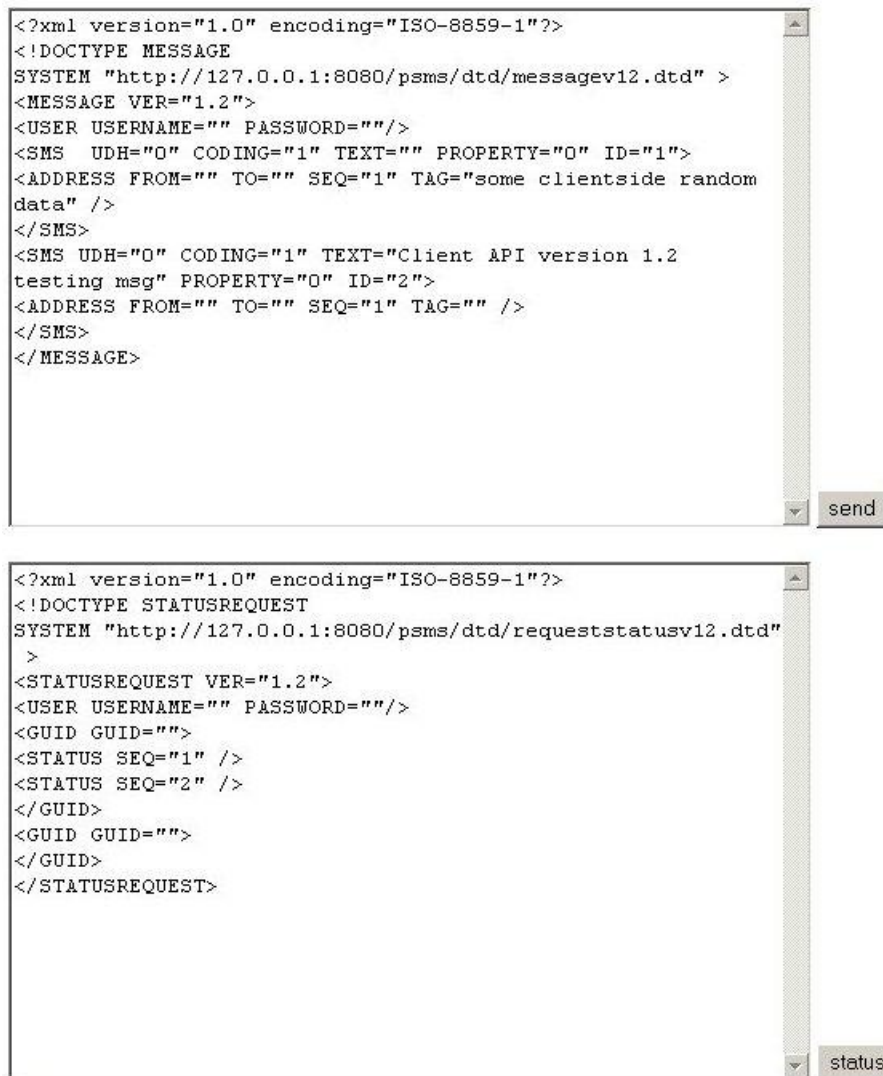 <?xml version="1.0" encoding="ISO-8859-1"?>
<!DOCTYPE MESSAGE
SYSTEM "http://127.0.0.1:8080/psms/dtd/messagev12.dtd" >
<MESSAGE VER="1.2">
<USER USERNAME="" PASSWORD=""/>
<SMS  UDH="0" CODING="1" TEXT="" PROPERTY="0" ID="1">
<ADDRESS FROM="" TO="" SEQ="1" TAG="some clientside random
data" />
</SMS>
<SMS UDH="0" CODING="1" TEXT="Client API version 1.2
testing msg" PROPERTY="0" ID="2">
<ADDRESS FROM="" TO="" SEQ="1" TAG="" />
</SMS>
</MESSAGE>
send
<?xml version="1.0" encoding="ISO-8859-1"?>
<!DOCTYPE STATUSREQUEST
SYSTEM "http://127.0.0.1:8080/psms/dtd/requeststatusv12.dtd"
 >
<STATUSREQUEST VER="1.2">
<USER USERNAME="" PASSWORD=""/>
<GUID GUID="">
<STATUS SEQ="1" />
<STATUS SEQ="2" />
</GUID>
<GUID GUID="">
</GUID>
</STATUSREQUEST>
status